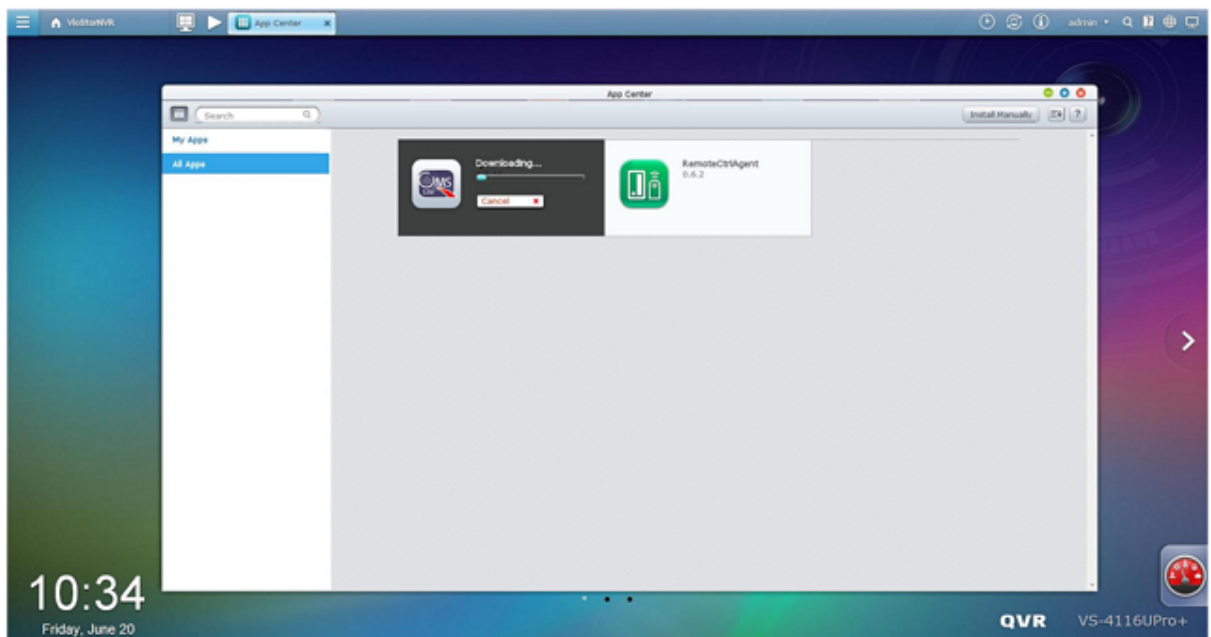 VioStorNVR
App Center
admin
App Center
Search
Install Manually
?
My Apps
All Apps
Downloading...
Cancel
RemoteCtrlAgent
0.6.2
10:34
Friday, June 20
QVR VS-4116UPro+